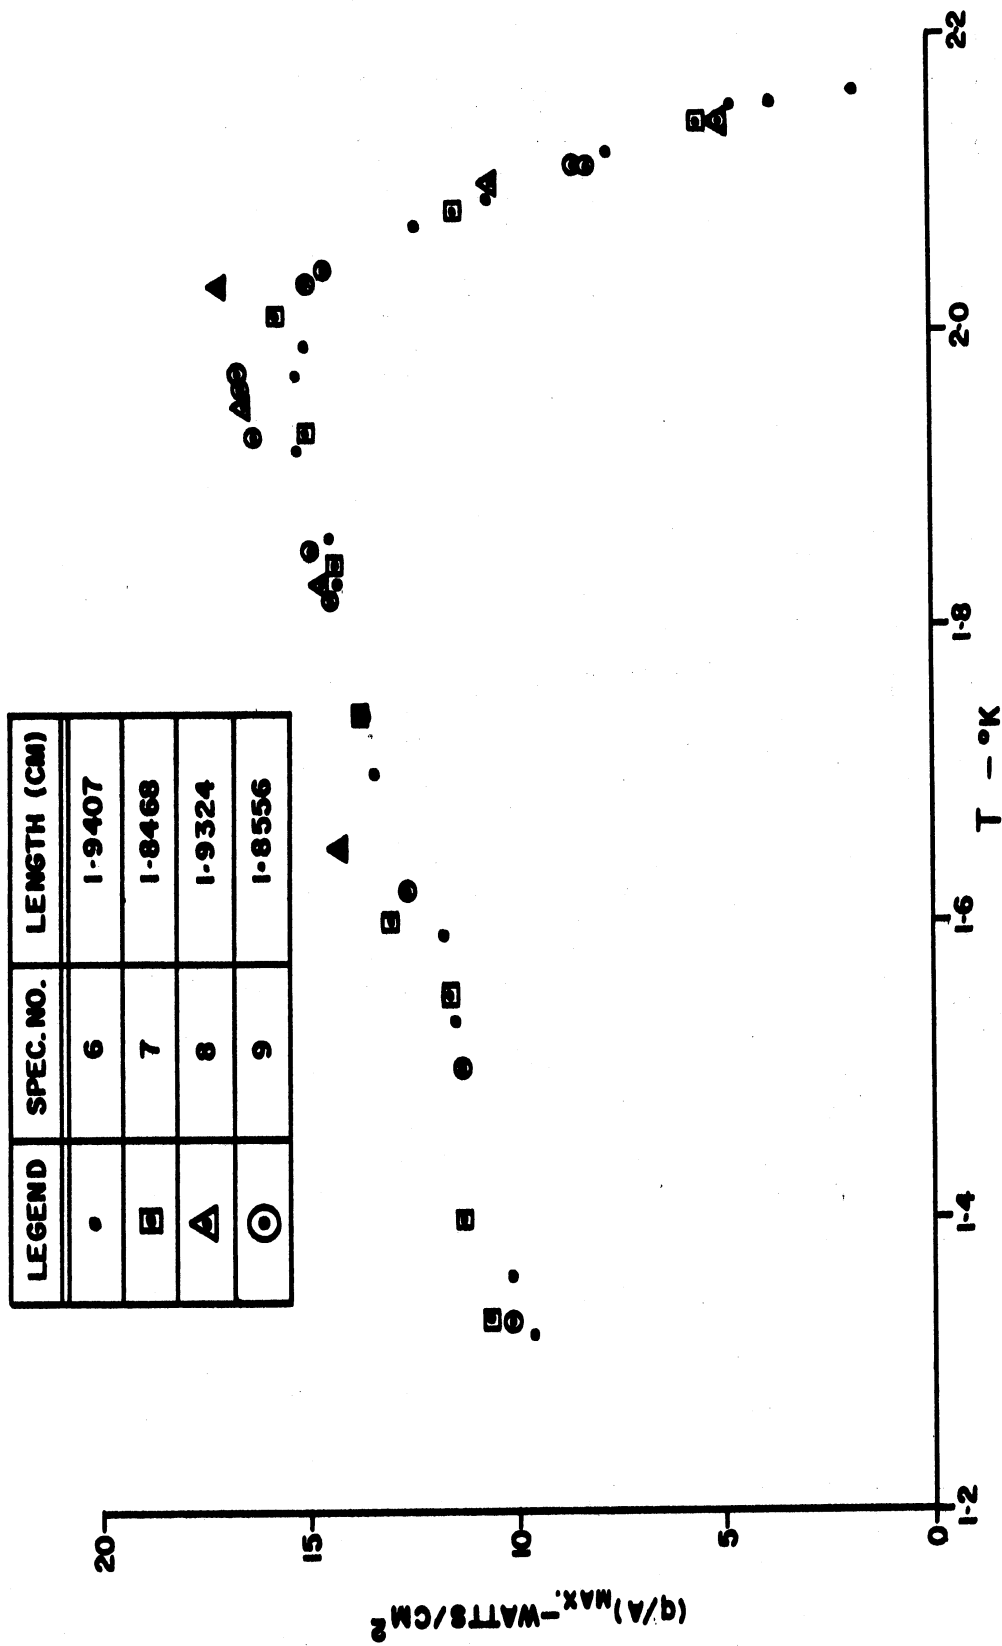 LEGEND SPEC. NO. LENGTH (CM)
6 1·9407
7 1·8468
8 1·9324
9 1·8556
20
15
10
5
0
1·2 1·4 1·6 1·8 2·0 2·2
(q/A)MAX.-WATTS/CM²
T - °K